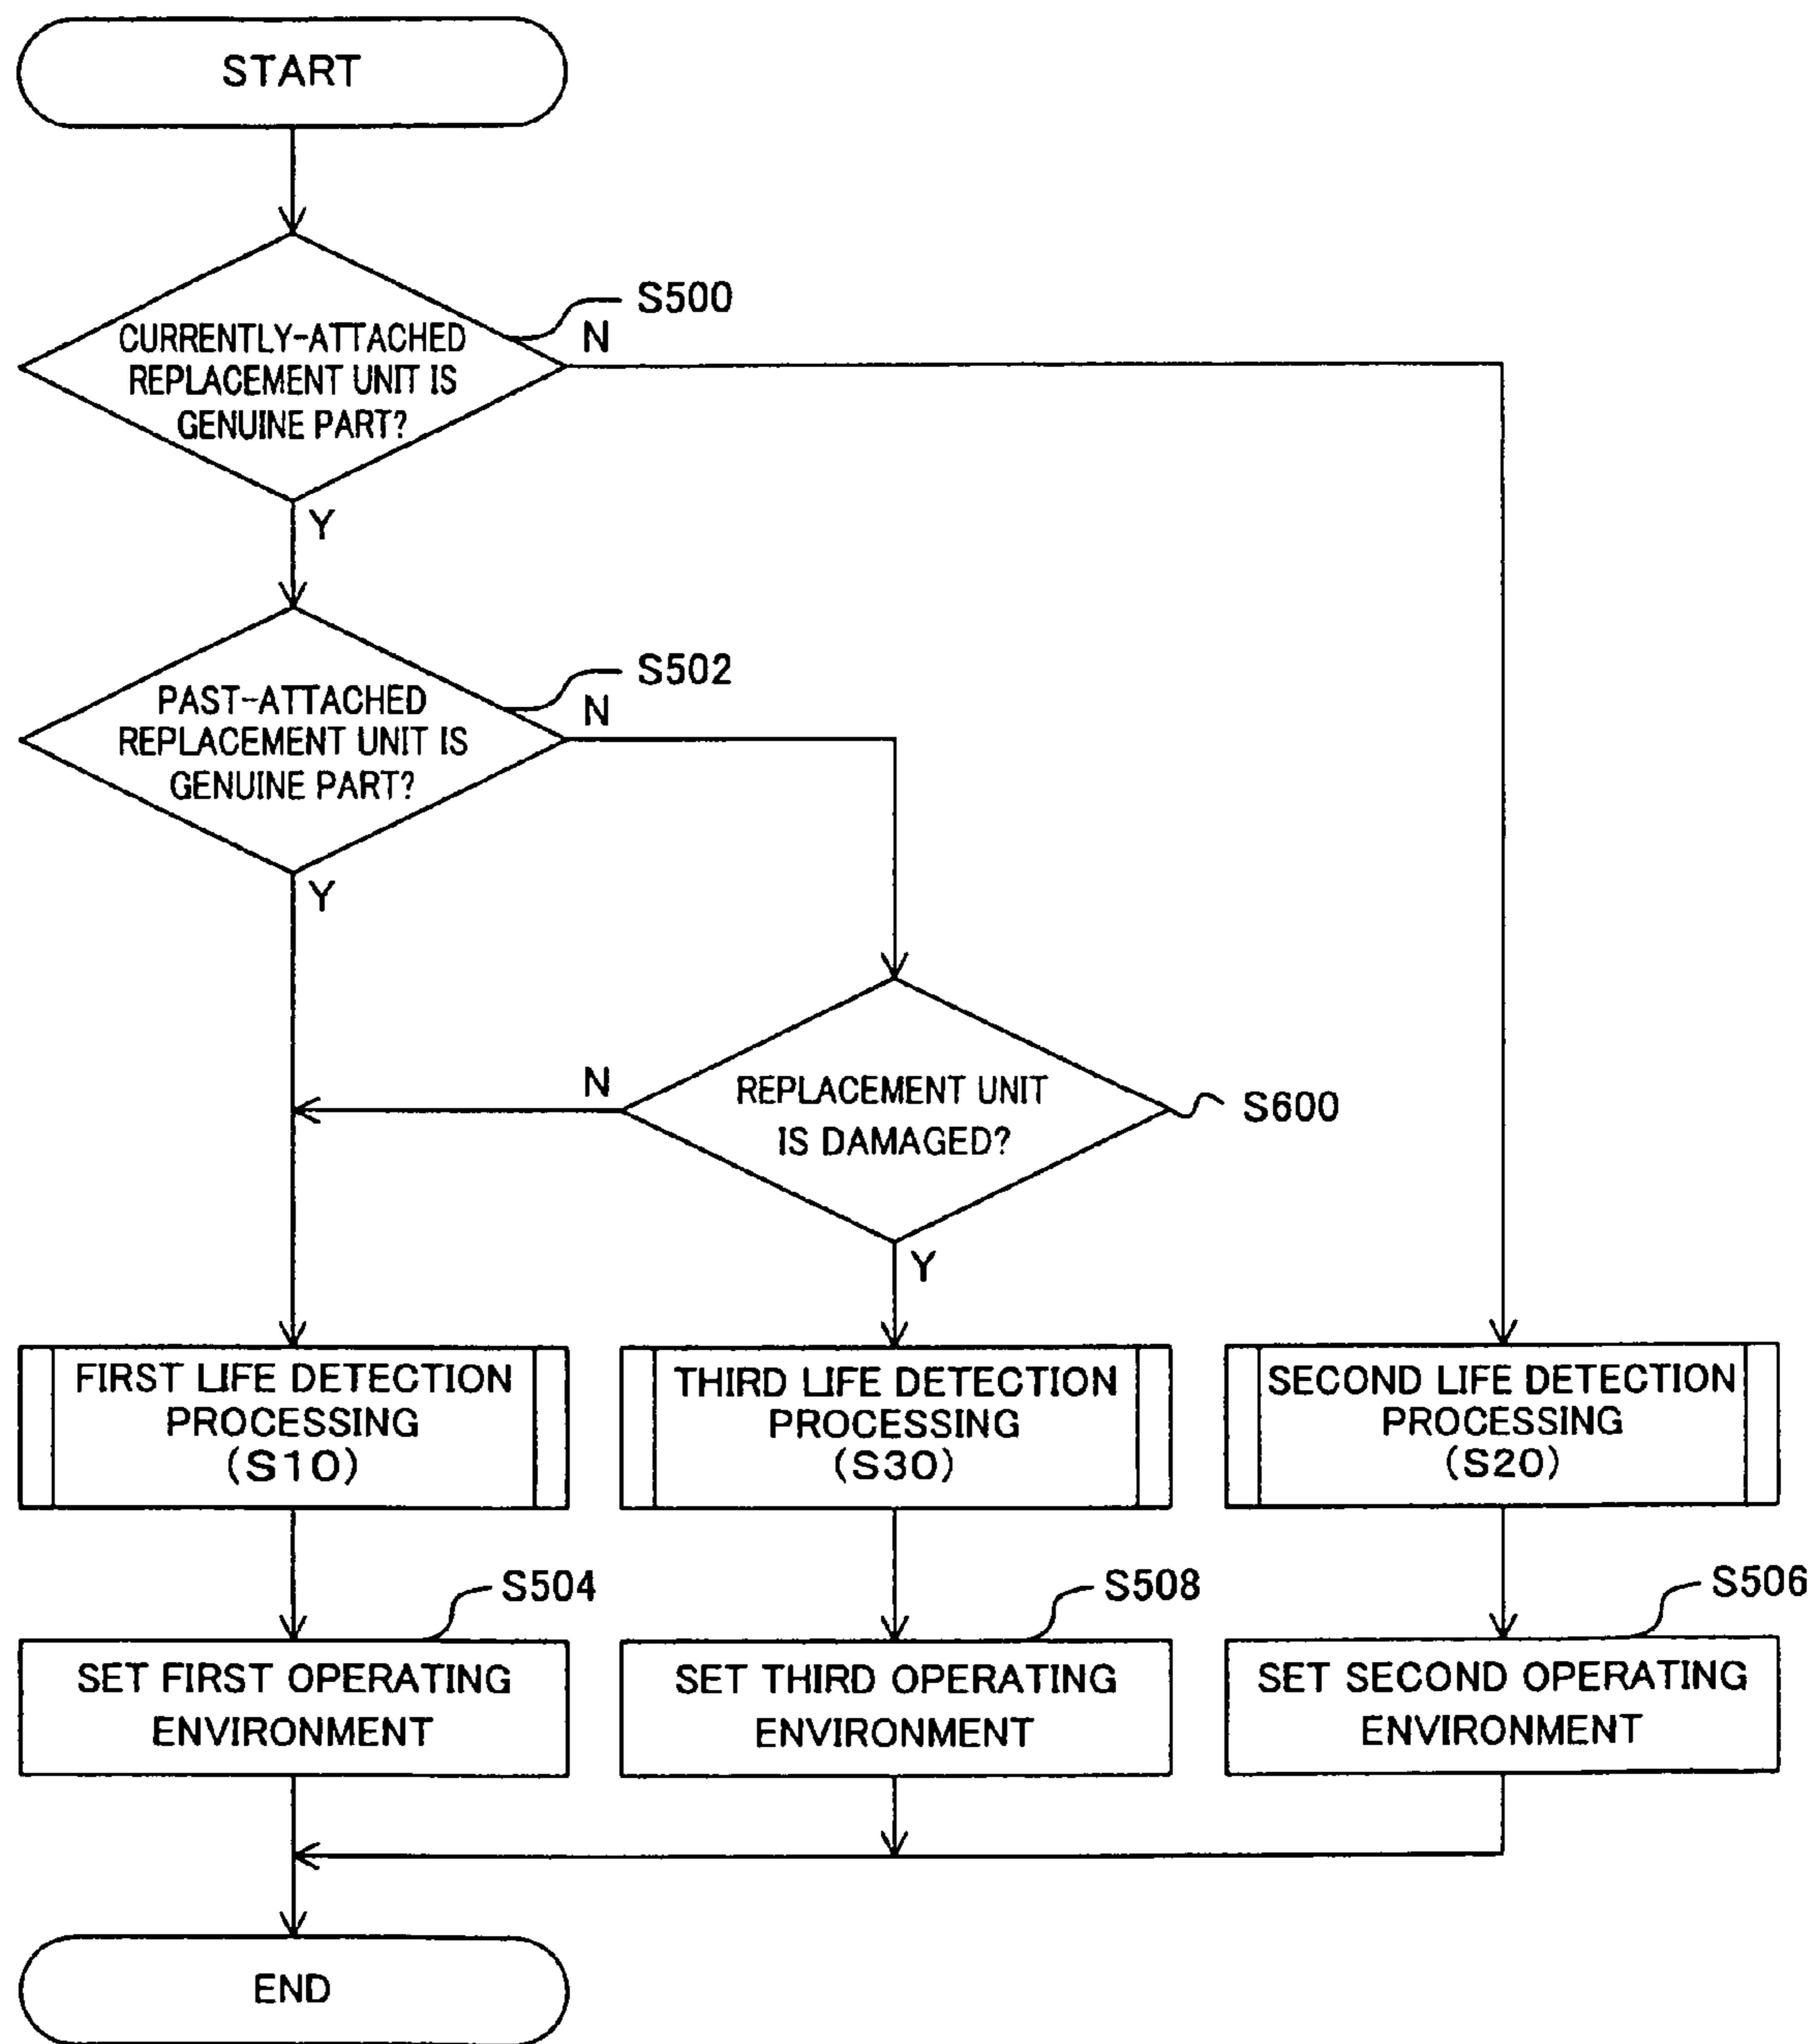 START
S500
N
CURRENTLY-ATTACHED
REPLACEMENT UNIT IS
GENUINE PART?
Y
S502
N
PAST-ATTACHED
REPLACEMENT UNIT IS
GENUINE PART?
Y
N
REPLACEMENT UNIT
IS DAMAGED?
S600
Y
FIRST LIFE DETECTION
PROCESSING
(S10)
THIRD LIFE DETECTION
PROCESSING
(S30)
SECOND LIFE DETECTION
PROCESSING
(S20)
S504
SET FIRST OPERATING
ENVIRONMENT
S508
SET THIRD OPERATING
ENVIRONMENT
S506
SET SECOND OPERATING
ENVIRONMENT
END